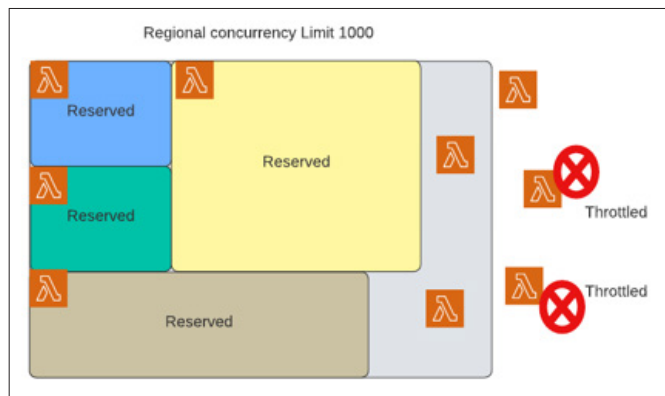 Regional concurrency Limit 1000
Reserved
Reserved
Reserved
Reserved
Throttled
Throttled